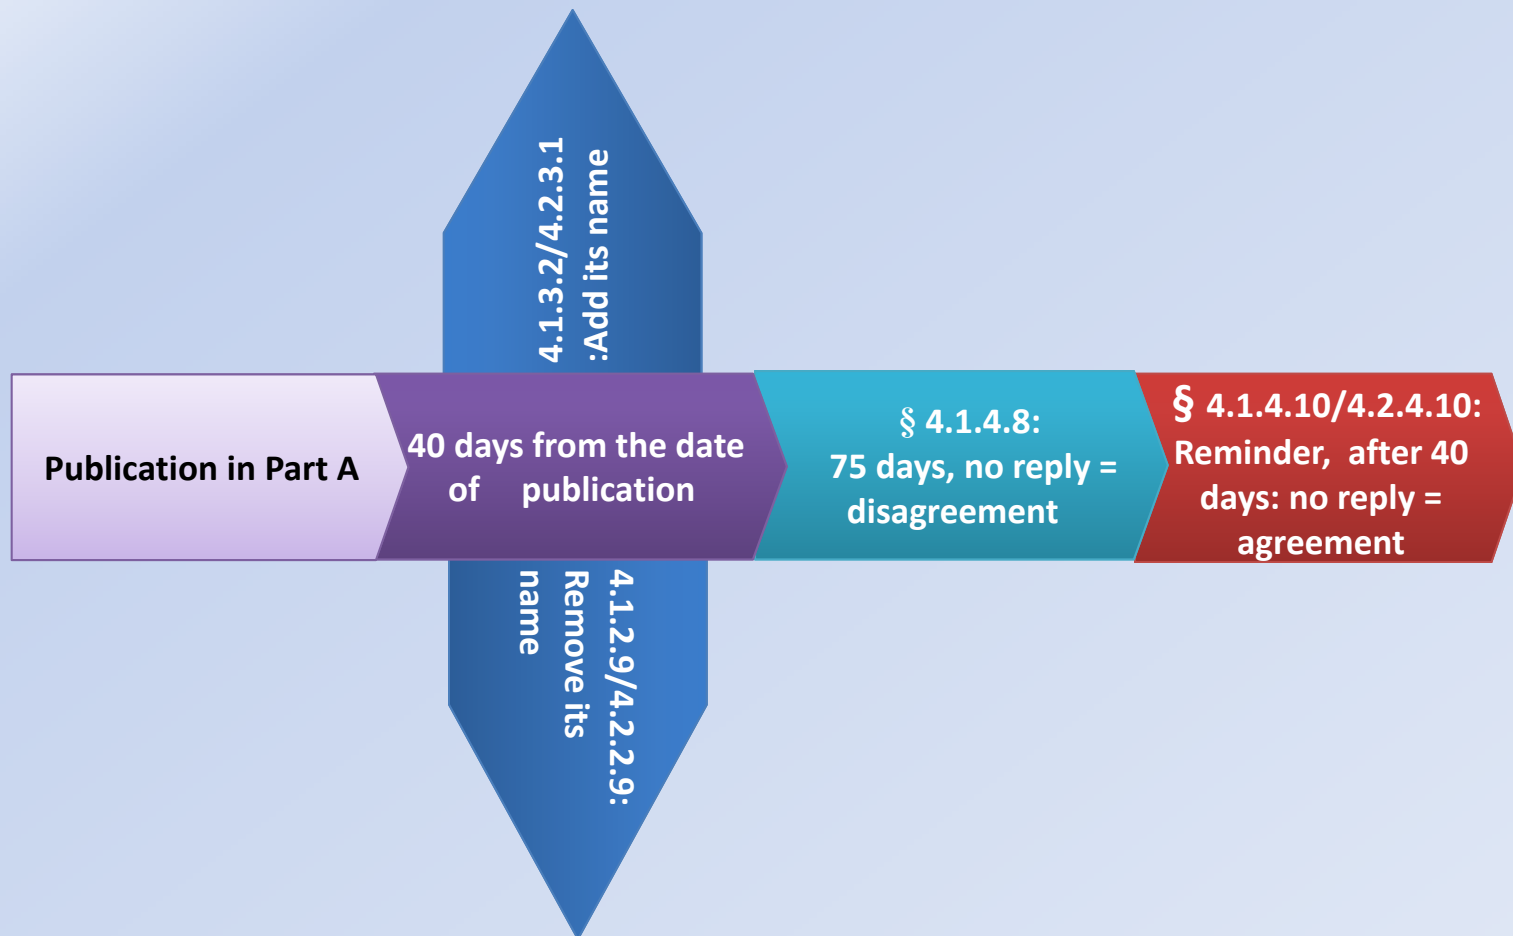 4.1.3.2/4.2.3.1
:Add its name
Publication in Part A
40 days from the date
of publication
§ 4.1.4.8:
75 days, no reply =
disagreement
§ 4.1.4.10/4.2.4.10:
Reminder, after 40
days: no reply =
agreement
4.1.2.9/4.2.2.9:
Remove its
name